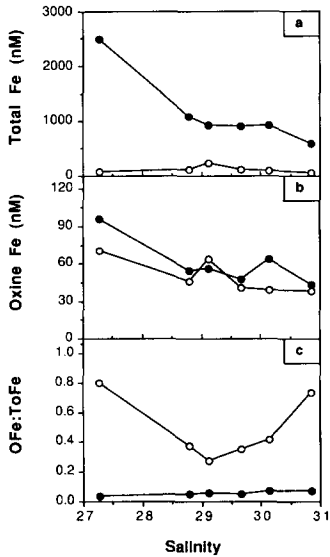 a
3000
2000
1000
0
Total Fe (nM)
b
120
90
60
30
0
Oxine Fe (nM)
c
1.0
0.8
0.6
0.4
0.2
0.0
OFe:ToFe
27 28 29 30 31
Salinity